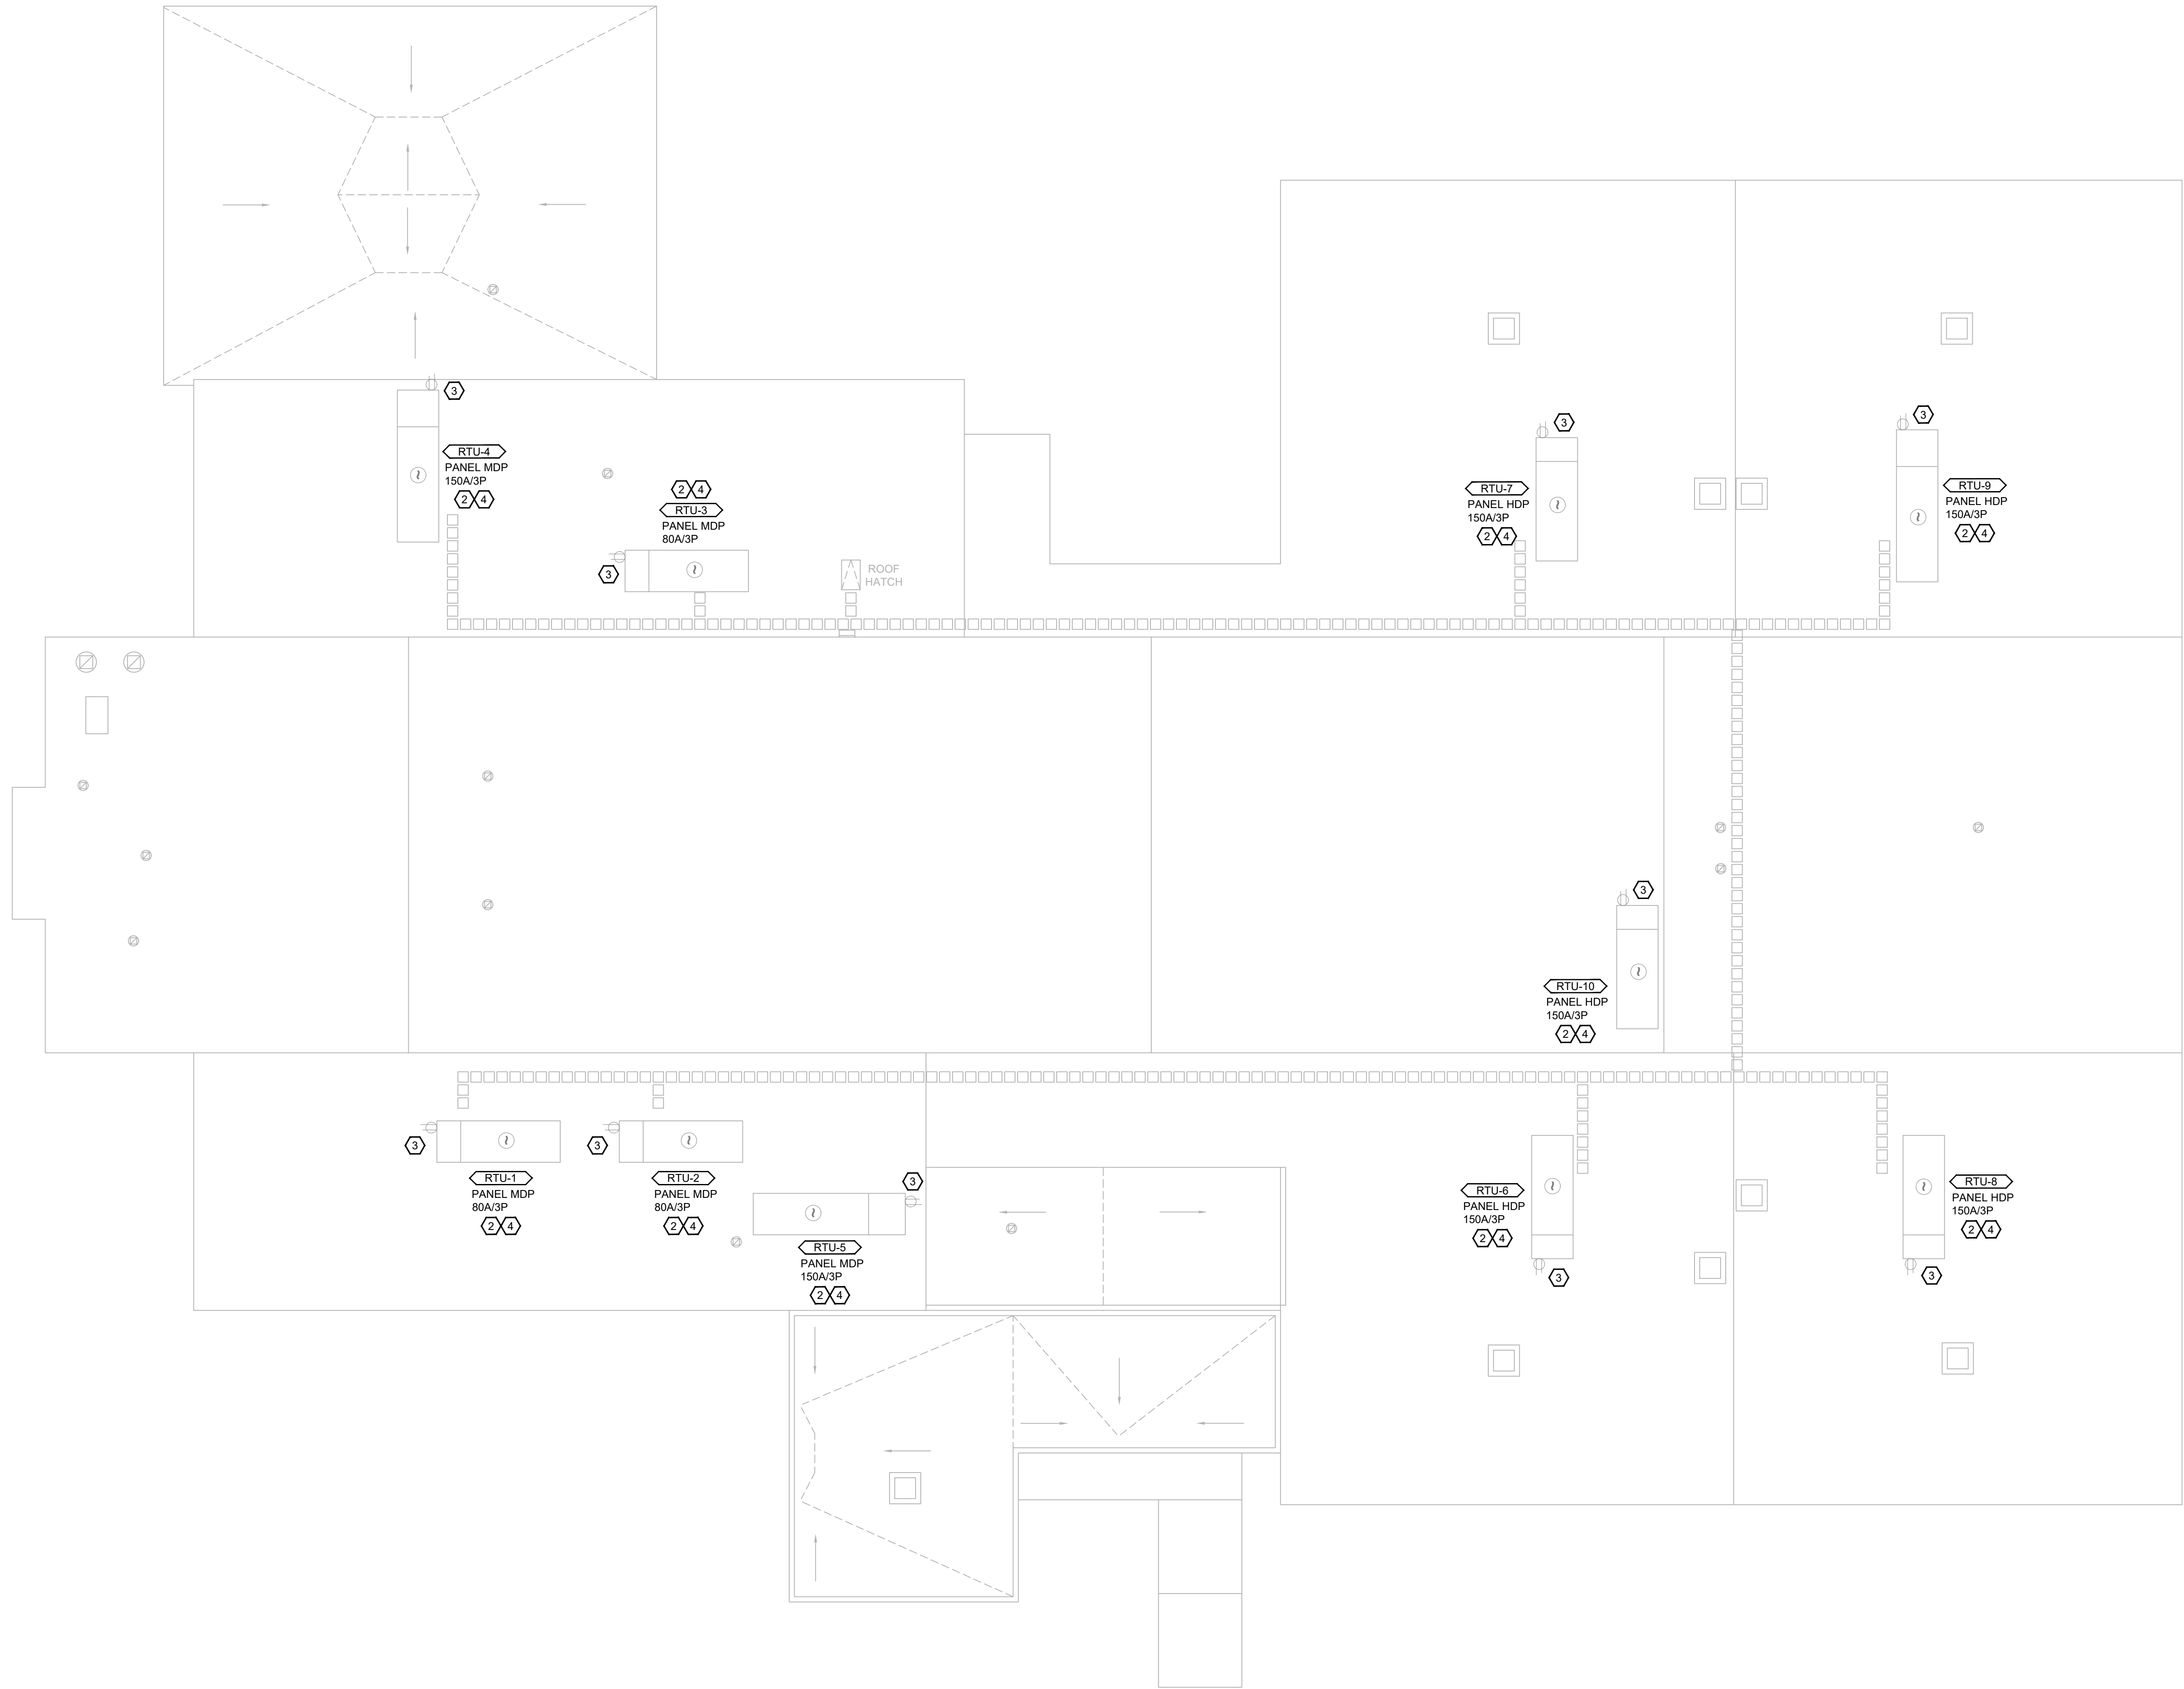 3
RTU-4
PANEL MDP
150A/3P
2 4
2 4
RTU-3
PANEL MDP
80A/3P
3
ROOF
HATCH
3
RTU-7
PANEL HDP
150A/3P
2 4
3
RTU-9
PANEL HDP
150A/3P
2 4
3
RTU-10
PANEL HDP
150A/3P
2 4
3
RTU-1
PANEL MDP
80A/3P
2 4
3
RTU-2
PANEL MDP
80A/3P
2 4
3
RTU-5
PANEL MDP
150A/3P
2 4
RTU-6
PANEL HDP
150A/3P
2 4
3
RTU-8
PANEL HDP
150A/3P
2 4
3